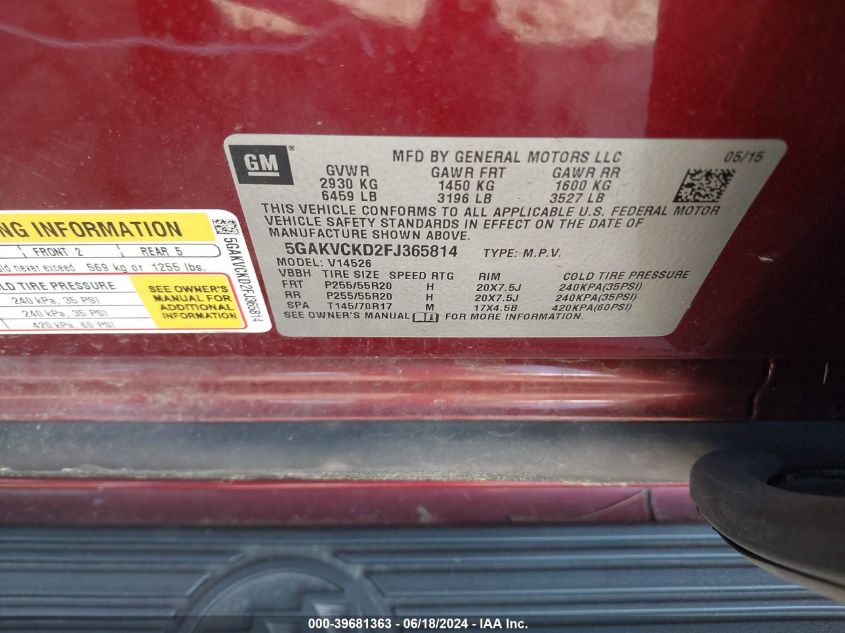 GM ®
MFD BY GENERAL MOTORS LLC 05/15
GVWR GAWR FRT GAWR RR
2930 KG 1450 KG 1600 KG
6459 LB 3196 LB 3527 LB
THIS VEHICLE CONFORMS TO ALL APPLICABLE U.S. FEDERAL MOTOR
VEHICLE SAFETY STANDARDS IN EFFECT ON THE DATE OF
MANUFACTURE SHOWN ABOVE.
5GAKVCKD2FJ365814 TYPE: M.P.V.
MODEL: V14526
VBBH TIRE SIZE SPEED RTG RIM COLD TIRE PRESSURE
FRT P255/55R20 H 20X7.5J 240KPA(35PSI)
RR P255/55R20 H 20X7.5J 240KPA(35PSI)
SPA T145/70R17 M 17X4.5B 420KPA(60PSI)
SEE OWNER'S MANUAL FOR MORE INFORMATION.
NG INFORMATION
FRONT 2 REAR 5
ld never exceed 569 kg or 1255 lbs.
LD TIRE PRESSURE
240 kPa, 35 PSI
240 kPa, 35 PSI
420 kPa, 60 PSI
SEE OWNER'S
MANUAL FOR
ADDITIONAL
INFORMATION
5GAKVCKD2FJ365814
000-39681363 - 06/18/2024 - IAA Inc.